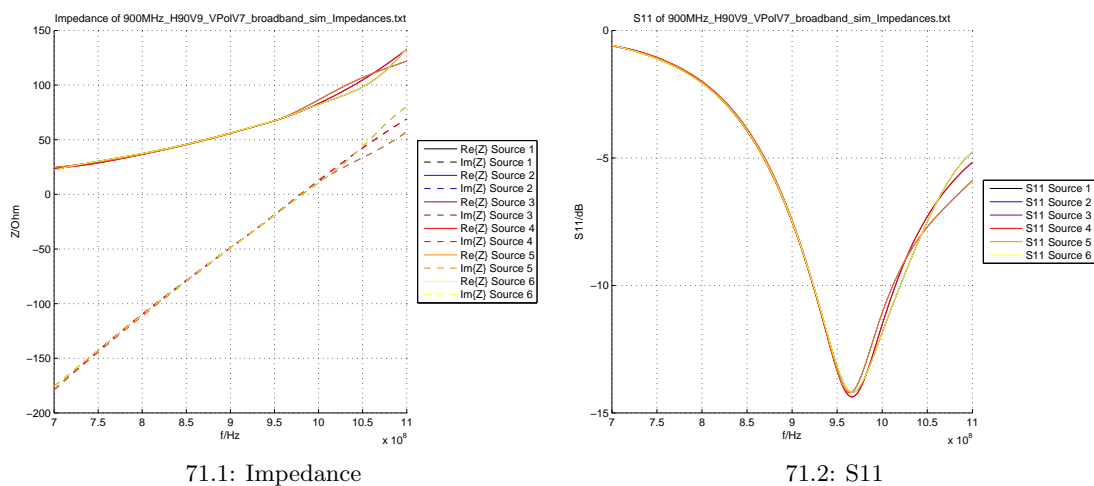 Impedance of 900MHz_H90V9_VPolV7_broadband_sim_Impedances.txt
150
100
50
0
−50
−100
−150
−200
Z/Ohm
7
7.5
8
8.5
9
9.5
10
10.5
11
f/Hz
x 10^8
Re{Z} Source 1
Im{Z} Source 1
Re{Z} Source 2
Im{Z} Source 2
Re{Z} Source 3
Im{Z} Source 3
Re{Z} Source 4
Im{Z} Source 4
Re{Z} Source 5
Im{Z} Source 5
Re{Z} Source 6
Im{Z} Source 6
71.1: Impedance
S11 of 900MHz_H90V9_VPolV7_broadband_sim_Impedances.txt
0
−5
−10
−15
S11/dB
7
7.5
8
8.5
9
9.5
10
10.5
11
f/Hz
x 10^8
S11 Source 1
S11 Source 2
S11 Source 3
S11 Source 4
S11 Source 5
S11 Source 6
71.2: S11